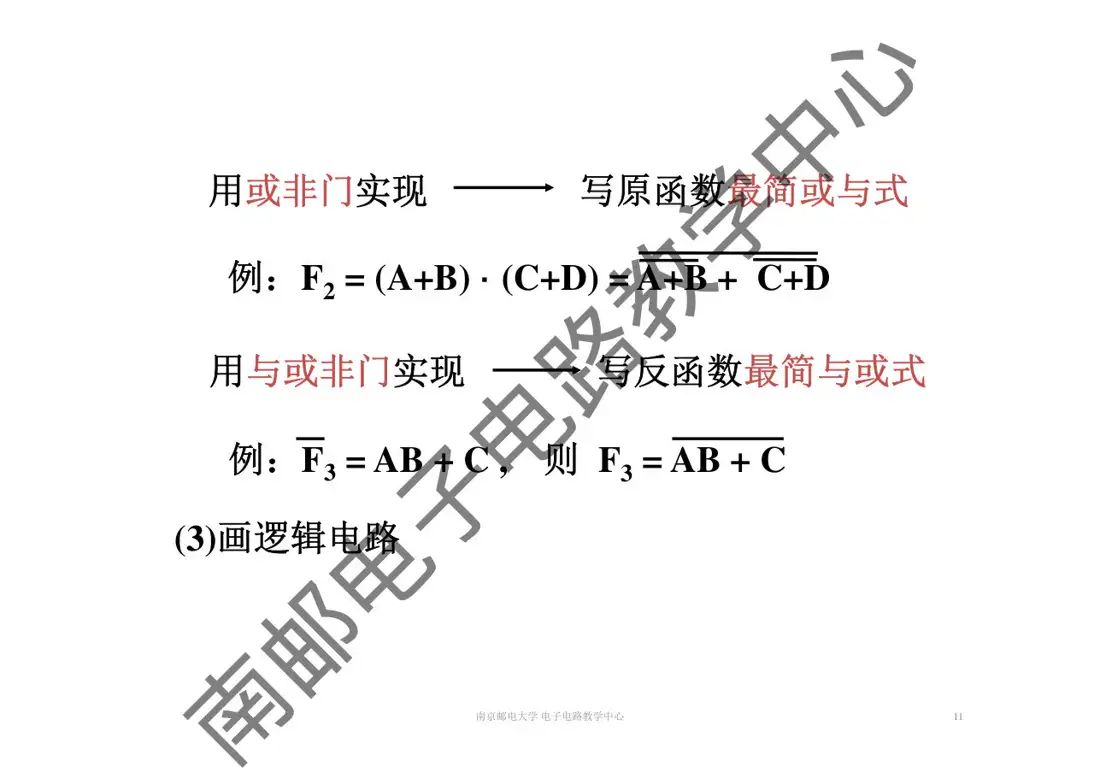 用或非门实现 写原函数最简或与式
例：F₂ = (A+B) · (C+D) = A+B + C+D
用与或非门实现 写反函数最简与或式
例：F̅₃ = AB + C , 则 F₃ = A̅B̅ ̅+̅ ̅C̅
(3)画逻辑电路
南邮电子电路教学中心
南京邮电大学 电子电路教学中心 11